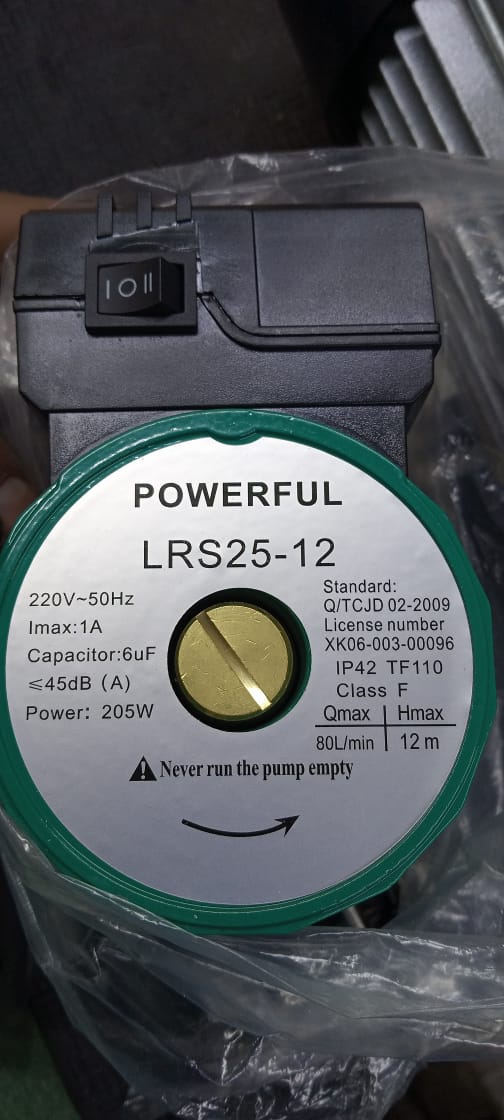 I O II
POWERFUL
LRS25-12
220V~50Hz
Imax:1A
Capacitor:6uF
≤45dB (A)
Power: 205W
Standard:
Q/TCJD 02-2009
License number
XK06-003-00096
IP42 TF110
Class F
Qmax Hmax
80L/min 12 m
Never run the pump empty